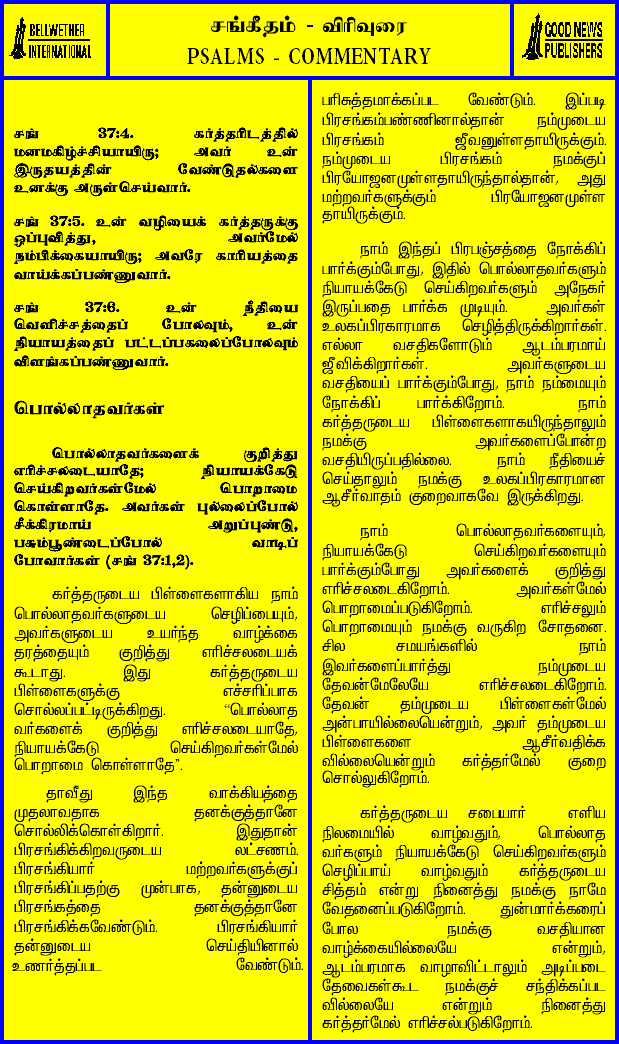 BELLWETHER
INTERNATIONAL
சங்கீதம் - விரிவுரை
PSALMS - COMMENTARY
GOOD NEWS
PUBLISHERS
சங் 37:4. கர்த்தரிடத்தில்
மனமகிழ்ச்சியாயிரு; அவர் உன்
இருதயத்தின் வேண்டுதல்களை
உனக்கு அருள்செய்வார்.
சங் 37:5. உன் வழியைக் கர்த்தருக்கு
ஒப்புவித்து, அவர்மேல்
நம்பிக்கையாயிரு; அவரே காரியத்தை
வாய்க்கப்பண்ணுவார்.
சங் 37:6. உன் நீதியை
வெளிச்சத்தைப் போலவும், உன்
நியாயத்தைப் பட்டப்பகலைப்போலவும்
விளங்கப்பண்ணுவார்.
பொல்லாதவர்கள்
பொல்லாதவர்களைக் குறித்து
எரிச்சலடையாதே; நியாயக்கேடு
செய்கிறவர்கள்மேல் பொறாமை
கொள்ளாதே. அவர்கள் புல்லைப்போல்
சீக்கிரமாய் அறுப்புண்டு,
பசும்பூண்டைப்போல் வாடிப்
போவார்கள் (சங் 37:1,2).
கர்த்தருடைய பிள்ளைகளாகிய நாம்
பொல்லாதவர்களுடைய செழிப்பையும்,
அவர்களுடைய உயர்ந்த வாழ்க்கை
தரத்தையும் குறித்து எரிச்சலடையக்
கூடாது. இது கர்த்தருடைய
பிள்ளைகளுக்கு எச்சரிப்பாக
சொல்லப்பட்டிருக்கிறது. “பொல்லாத
வர்களைக் குறித்து எரிச்சலடையாதே,
நியாயக்கேடு செய்கிறவர்கள்மேல்
பொறாமை கொள்ளாதே”.
தாவீது இந்த வாக்கியத்தை
முதலாவதாக தனக்குத்தானே
சொல்லிக்கொள்கிறார். இதுதான்
பிரசங்கிக்கிறவருடைய லட்சணம்.
பிரசங்கியார் மற்றவர்களுக்குப்
பிரசங்கிப்பதற்கு முன்பாக, தன்னுடைய
பிரசங்கத்தை தனக்குத்தானே
பிரசங்கிக்கவேண்டும். பிரசங்கியார்
தன்னுடைய செய்தியினால்
உணர்த்தப்பட வேண்டும்.
பரிசுத்தமாக்கப்பட வேண்டும். இப்படி
பிரசங்கம்பண்ணினால்தான் நம்முடைய
பிரசங்கம் ஜீவனுள்ளதாயிருக்கும்.
நம்முடைய பிரசங்கம் நமக்குப்
பிரயோஜனமுள்ளதாயிருந்தால்தான், அது
மற்றவர்களுக்கும் பிரயோஜனமுள்ள
தாயிருக்கும்.
நாம் இந்தப் பிரபஞ்சத்தை நோக்கிப்
பார்க்கும்போது, இதில் பொல்லாதவர்களும்
நியாயக்கேடு செய்கிறவர்களும் அநேகர்
இருப்பதை பார்க்க முடியும். அவர்கள்
உலகப்பிரகாரமாக செழித்திருக்கிறார்கள்.
எல்லா வசதிகளோடும் ஆடம்பரமாய்
ஜீவிக்கிறார்கள். அவர்களுடைய
வசதியைப் பார்க்கும்போது, நாம் நம்மையும்
நோக்கிப் பார்க்கிறோம். நாம்
கர்த்தருடைய பிள்ளைகளாகயிருந்தாலும்
நமக்கு அவர்களைப்போன்ற
வசதியிருப்பதில்லை. நாம் நீதியைச்
செய்தாலும் நமக்கு உலகப்பிரகாரமான
ஆசீர்வாதம் குறைவாகவே இருக்கிறது.
நாம் பொல்லாதவர்களையும்,
நியாயக்கேடு செய்கிறவர்களையும்
பார்க்கும்போது அவர்களைக் குறித்து
எரிச்சலடைகிறோம். அவர்கள்மேல்
பொறாமைப்படுகிறோம். எரிச்சலும்
பொறாமையும் நமக்கு வருகிற சோதனை.
சில சமயங்களில் நாம்
இவர்களைப்பார்த்து நம்முடைய
தேவன்மேலேயே எரிச்சலடைகிறோம்.
தேவன் தம்முடைய பிள்ளைகள்மேல்
அன்பாயில்லையென்றும், அவர் தம்முடைய
பிள்ளைகளை ஆசீர்வதிக்க
வில்லையென்றும் கர்த்தர்மேல் குறை
சொல்லுகிறோம்.
கர்த்தருடைய சபையார் எளிய
நிலமையில் வாழ்வதும், பொல்லாத
வர்களும் நியாயக்கேடு செய்கிறவர்களும்
செழிப்பாய் வாழ்வதும் கர்த்தருடைய
சித்தம் என்று நினைத்து நமக்கு நாமே
வேதனைப்படுகிறோம். துன்மார்க்கரைப்
போல நமக்கு வசதியான
வாழ்க்கையில்லையே என்றும்,
ஆடம்பரமாக வாழாவிட்டாலும் அடிப்படை
தேவைகள்கூட நமக்குச் சந்திக்கப்பட
வில்லையே என்றும் நினைத்து
கர்த்தர்மேல் எரிச்சல்படுகிறோம்.